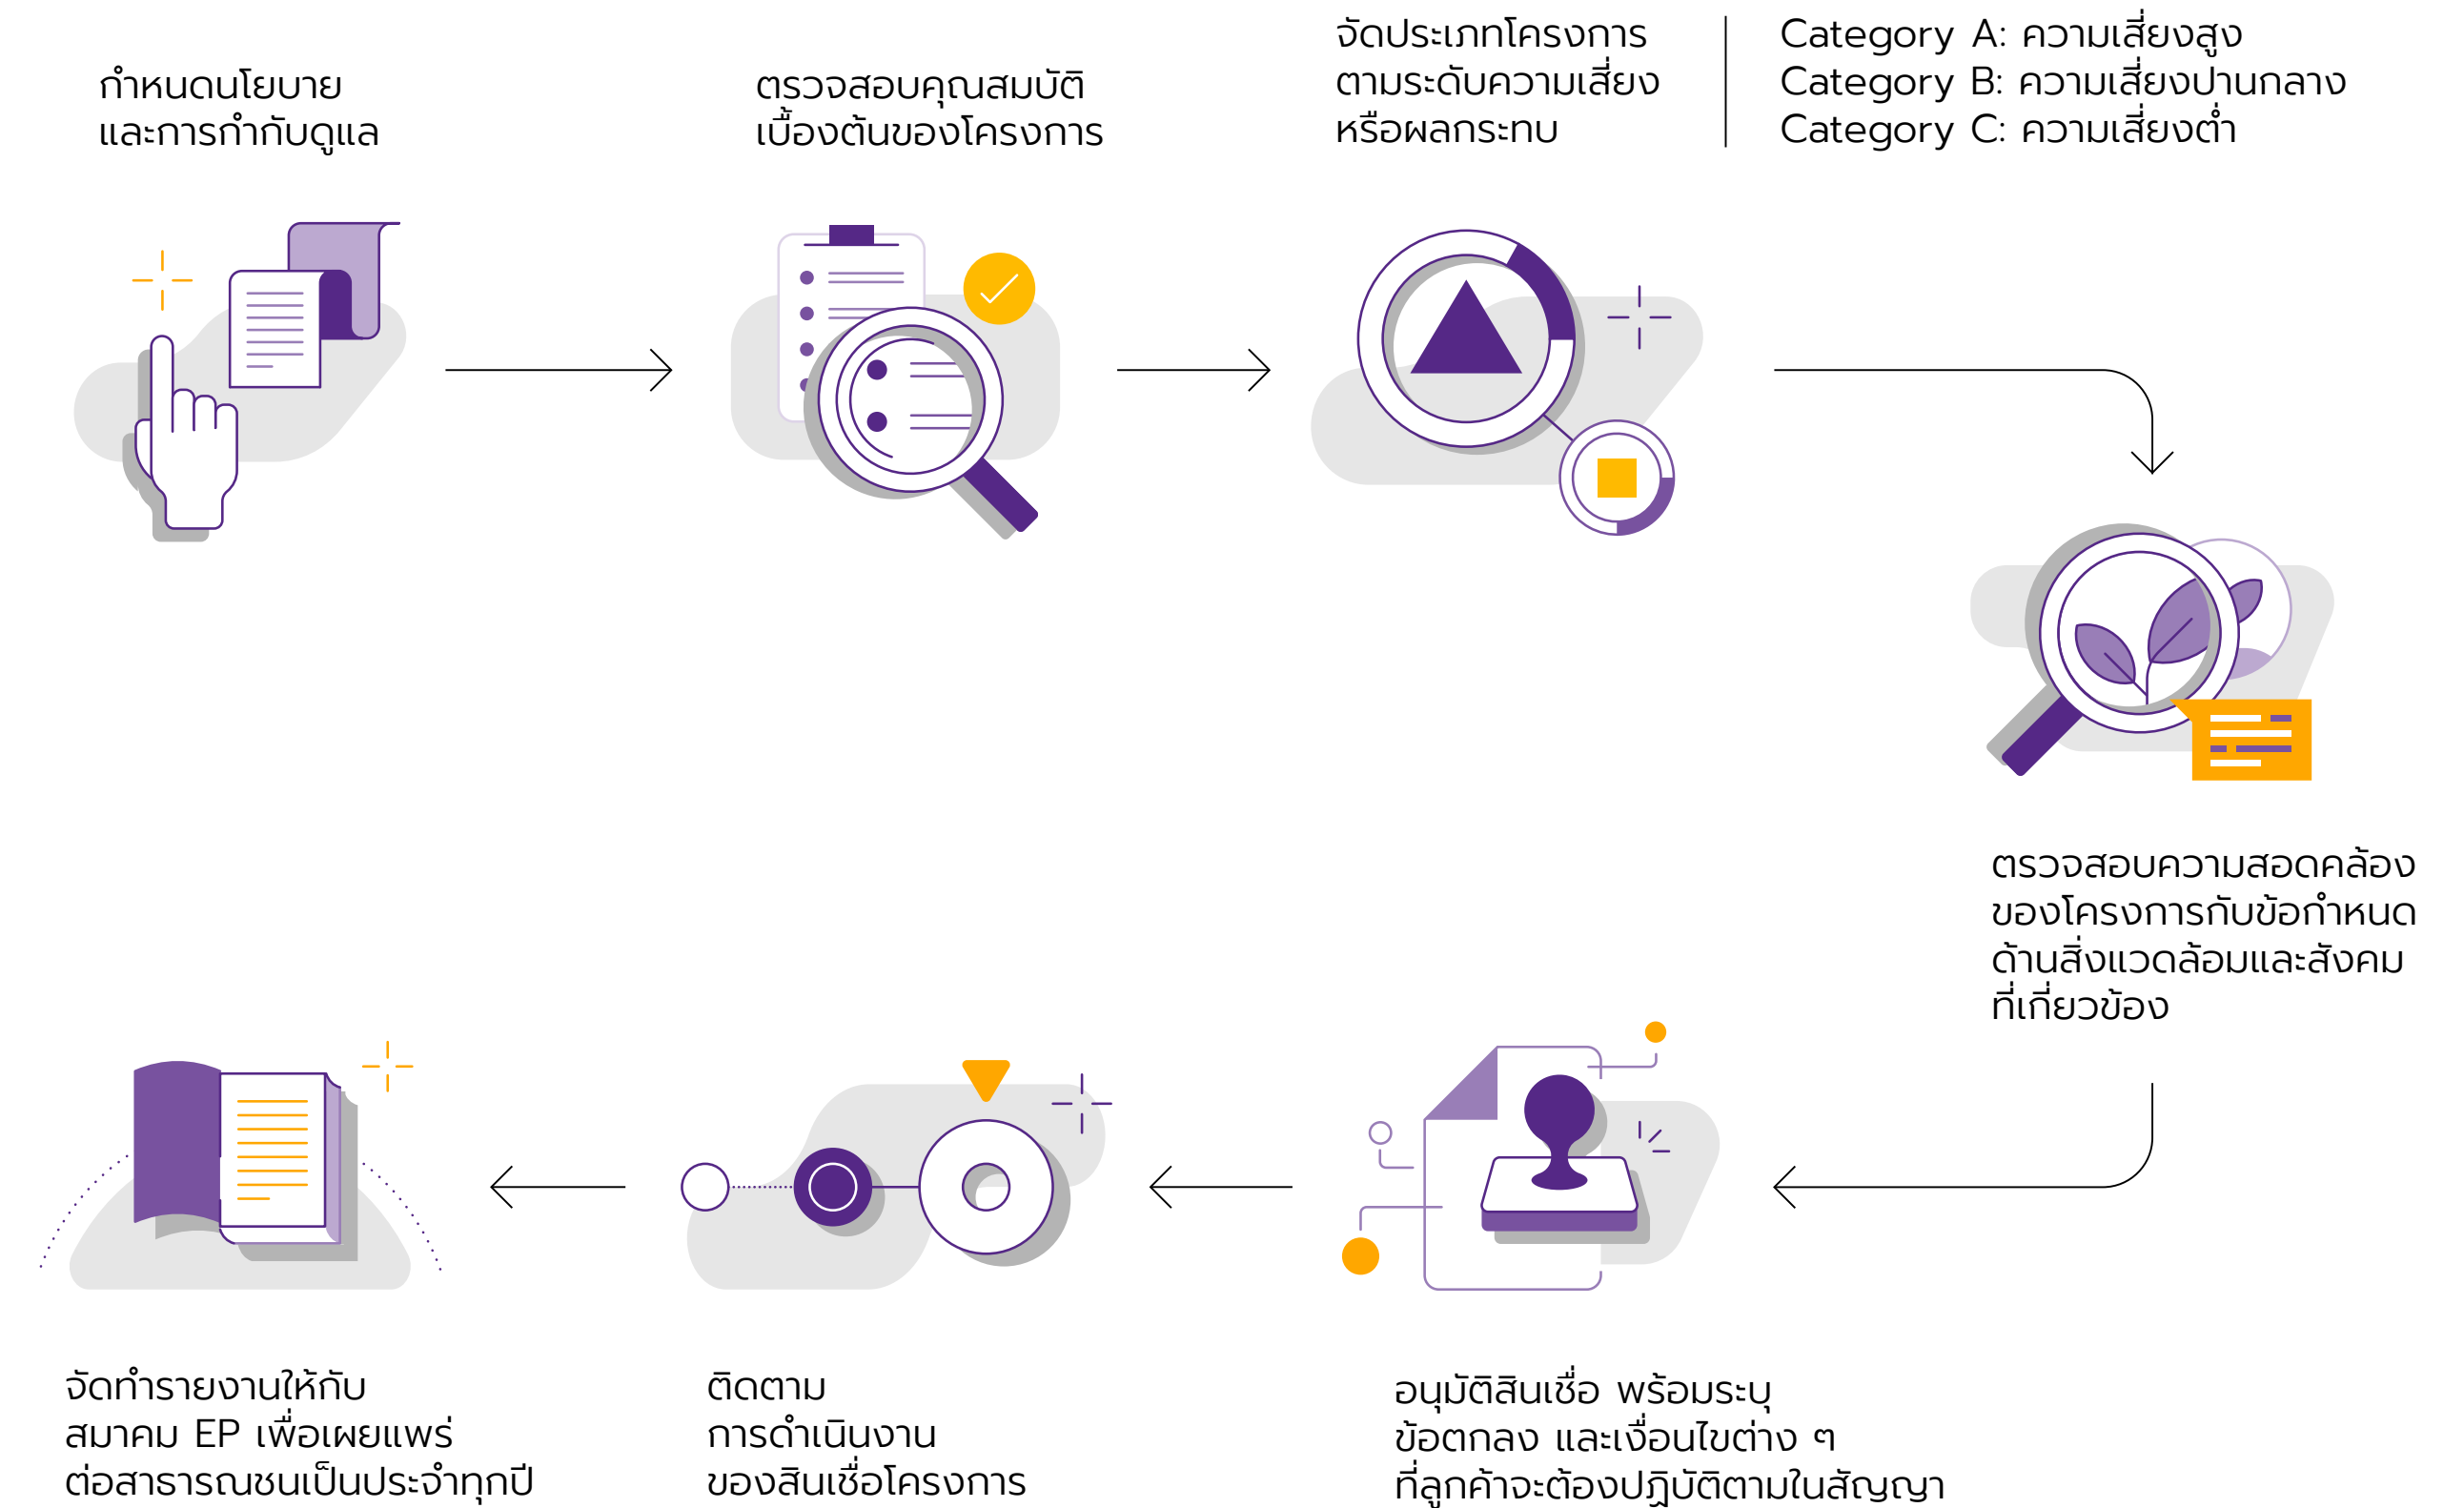 กำหนดนโยบาย
และการกำกับดูแล
ตรวจสอบคุณสมบัติ
เบื้องต้นของโครงการ
จัดประเภทโครงการ
ตามระดับความเสี่ยง
หรือผลกระทบ
Category A: ความเสี่ยงสูง
Category B: ความเสี่ยงปานกลาง
Category C: ความเสี่ยงต่ำ
ตรวจสอบความสอดคล้อง
ของโครงการกับข้อกำหนด
ด้านสิ่งแวดล้อมและสังคม
ที่เกี่ยวข้อง
อนุมัติสินเชื่อ พร้อมระบุ
ข้อตกลง และเงื่อนไขต่าง ๆ
ที่ลูกค้าจะต้องปฏิบัติตามในสัญญา
ติดตาม
การดำเนินงาน
ของสินเชื่อโครงการ
จัดทำรายงานให้กับ
สมาคม EP เพื่อเผยแพร่
ต่อสาธารณชนเป็นประจำทุกปี